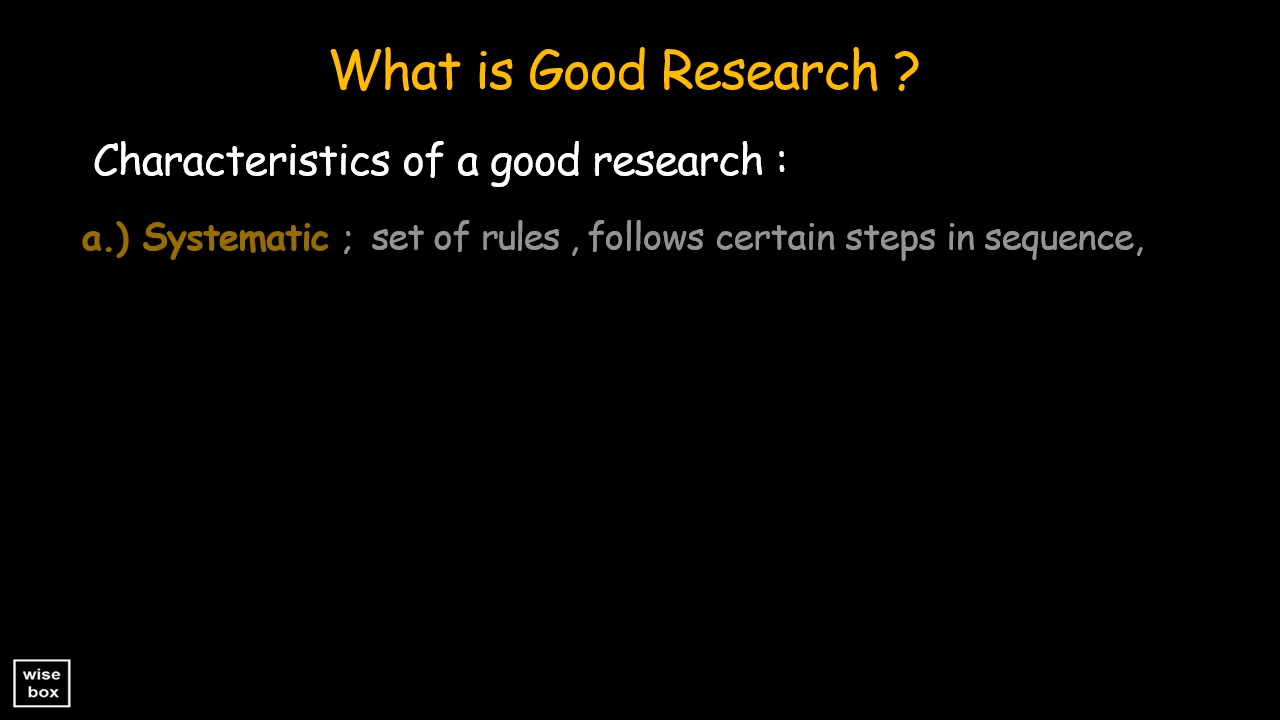 What is Good Research ?
Characteristics of a good research :
a.) Systematic ; set of rules , follows certain steps in sequence,
wise
box